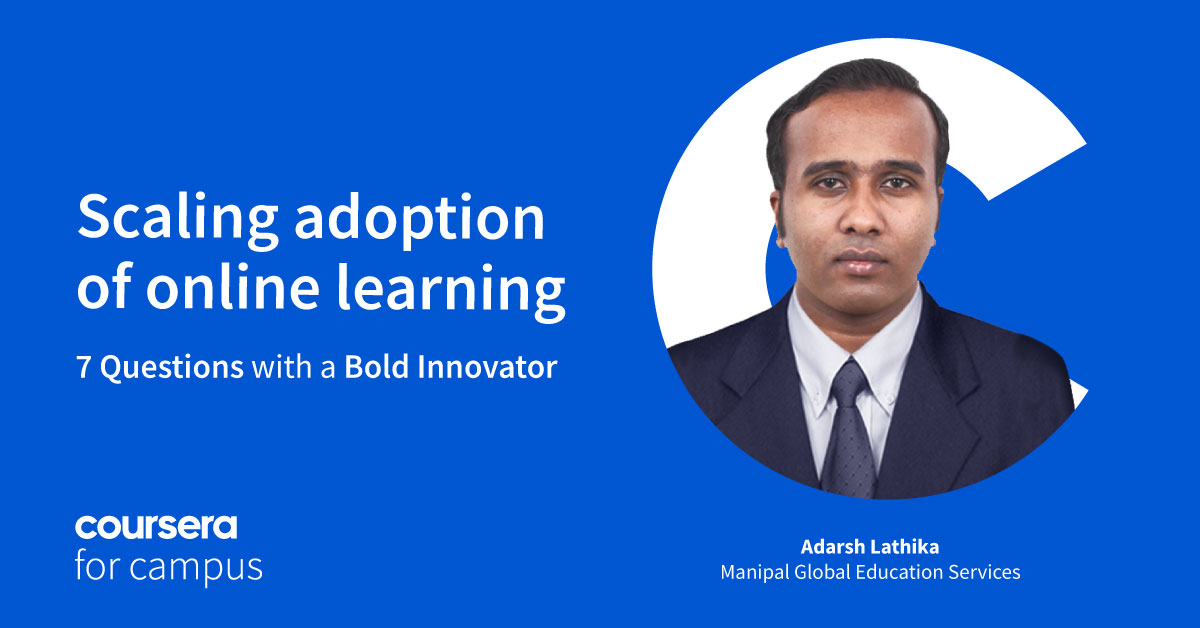 Scaling adoption
of online learning
7 Questions with a Bold Innovator
coursera
for campus
Adarsh Lathika
Manipal Global Education Services